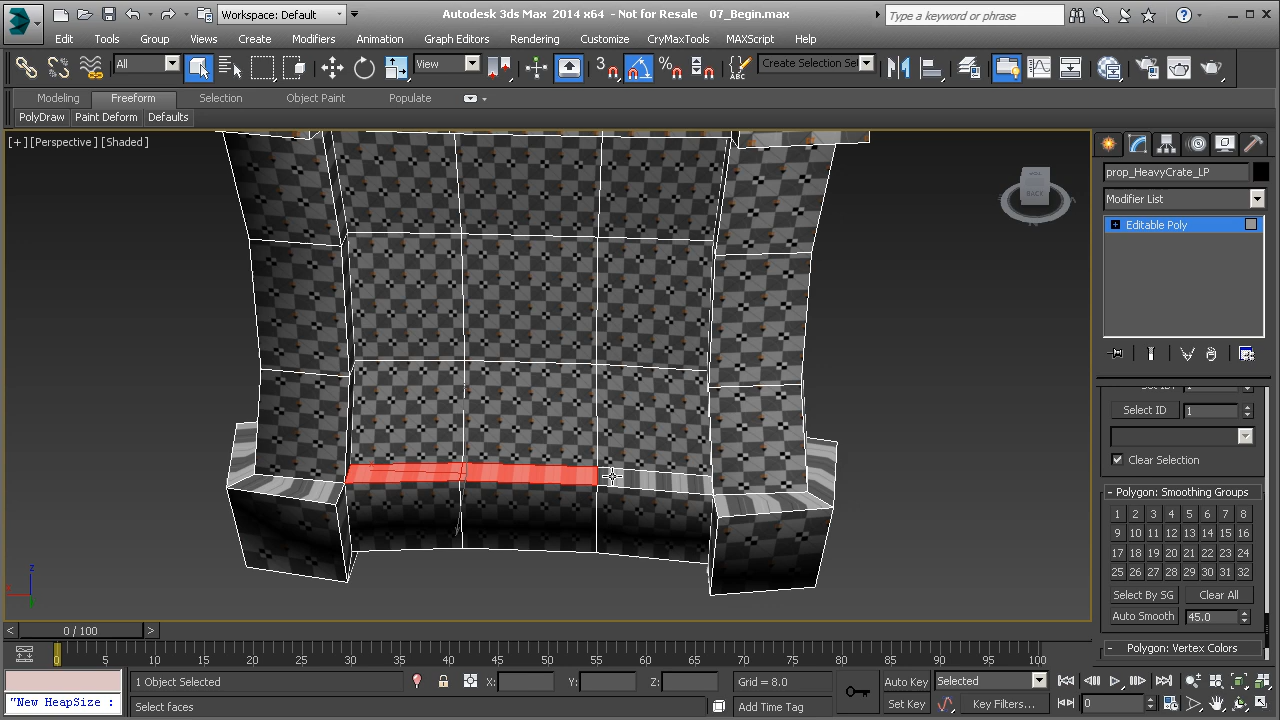 Workspace: Default
Autodesk 3ds Max 2014 x64 - Not for Resale 07_Begin.max
Type a keyword or phrase
Edit Tools Group Views Create Modifiers Animation Graph Editors Rendering Customize CryMaxTools MAXScript Help
All
View
3
%
ABC
Create Selection Se
Modeling Freeform Selection Object Paint Populate
PolyDraw Paint Deform Defaults
[ + ] [Perspective ] [Shaded ]
BACK
prop_HeavyCrate_LP
Modifier List
Editable Poly
Select ID 1
Clear Selection
Polygon: Smoothing Groups
1 2 3 4 5 6 7 8
9 10 11 12 13 14 15 16
17 18 19 20 21 22 23 24
25 26 27 28 29 30 31 32
Select By SG Clear All
Auto Smooth 45.0
Polygon: Vertex Colors
z
< 0 / 100 >
0 5 10 15 20 25 30 35 40 45 50 55 60 65 70 75 80 85 90 95 100
1 Object Selected X: Y: Z: Grid = 8.0 Auto Key Selected
"New HeapSize : Select faces Add Time Tag Set Key Key Filters... 0